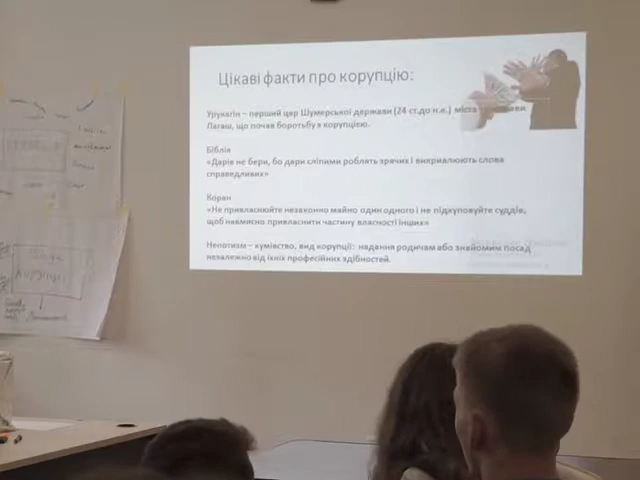 Цікаві факти про корупцію:
Урукагін – перший цар Шумерської держави (24 ст.до н.е.) міста
Лагаш, що почав боротьбу з корупцією.
Біблія
«Дарів не бери, бо дари сліпими роблять зрячих і викривлюють слова
справедливих»
Коран
«Не привласнюйте незаконно майно один одного і не підкуповуйте суддів,
щоб навмисно привласнити частину власності інших»
Непотизм – кумівство, вид корупції: надання родичам або знайомим посад
незалежно від їхніх професійних здібностей.